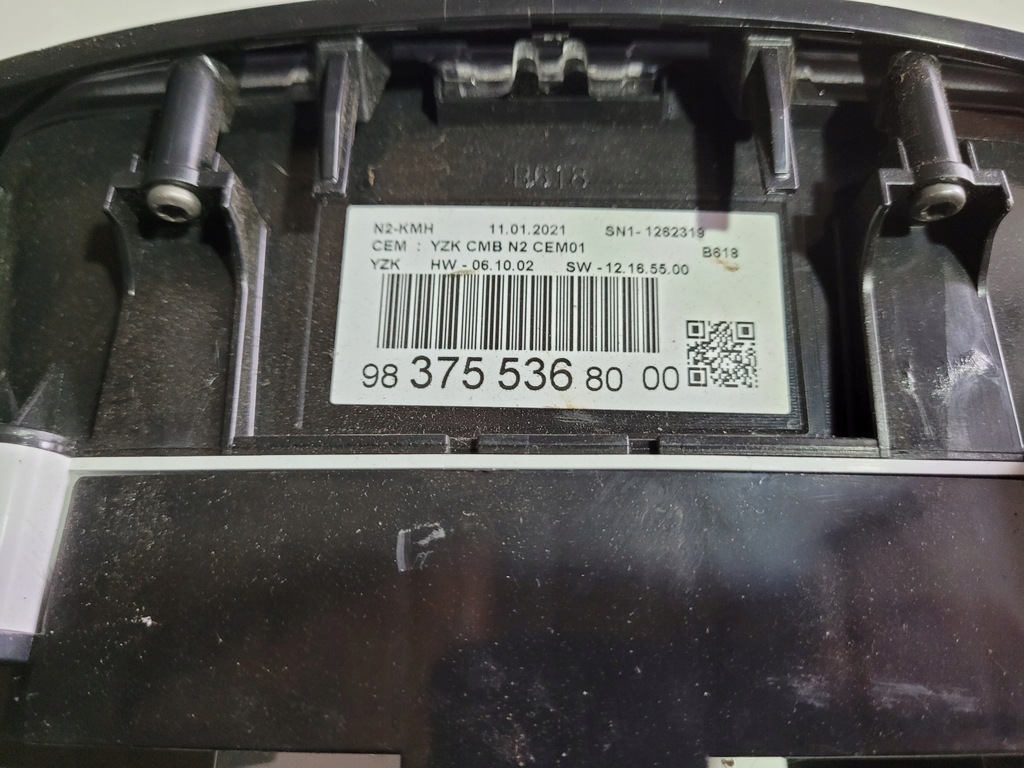 B618
N2-KMH 11.01.2021 SN1- 1262319
CEM : YZK CMB N2 CEM01 B618
YZK HW - 06.10.02 SW - 12.16.55.00
98 375 536 80 00